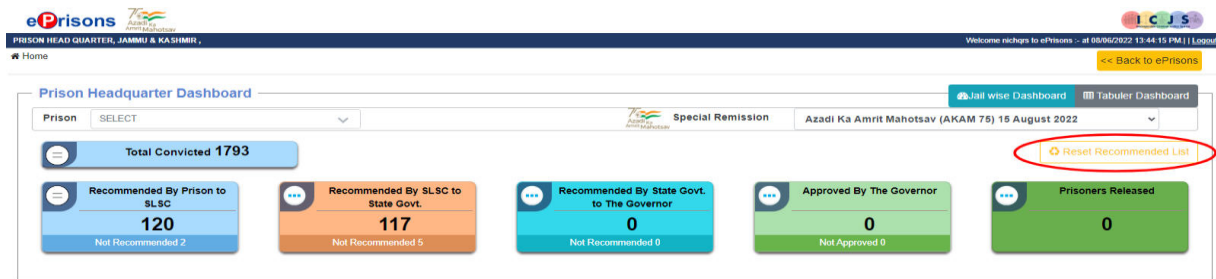 ePrisons
Azadi Ka
Amrit Mahotsav
I C J S
PRISON HEAD QUARTER, JAMMU & KASHMIR ,
Welcome nichqrs to ePrisons :- at 08/06/2022 13:44:15 PM.| | Logout
Home
<< Back to ePrisons
Prison Headquarter Dashboard
Jail wise Dashboard
Tabuler Dashboard
Prison
SELECT
Azadi Ka
Amrit Mahotsav
Special Remission
Azadi Ka Amrit Mahotsav (AKAM 75) 15 August 2022
Total Convicted 1793
Reset Recommended List
Recommended By Prison to
SLSC
120
Not Recommended 2
Recommended By SLSC to
State Govt.
117
Not Recommended 5
Recommended By State Govt.
to The Governor
0
Not Recommended 0
Approved By The Governor
0
Not Approved 0
Prisoners Released
0